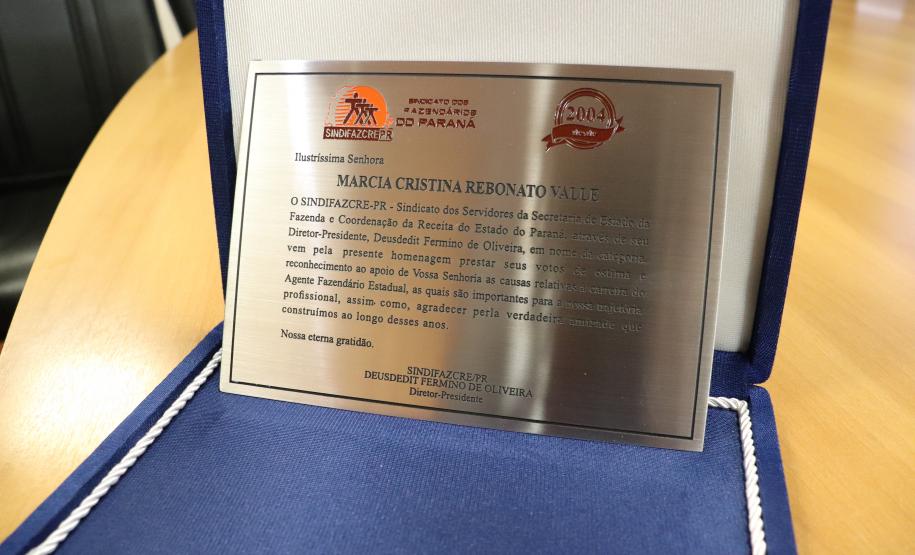 SINDICATO DOS
FAZENDÁRIOS
DO PARANÁ
SINDIFAZCRE PR
2004
Ilustríssima Senhora
MARCIA CRISTINA REBONATO VALLE
O SINDIFAZCRE-PR - Sindicato dos Servidores da Secretaria de Estado da
Fazenda e Coordenação da Receita do Estado do Paraná, através de seu
Diretor-Presidente, Deusdedit Fermino de Oliveira, em nome da categoria,
vem pela presente homenagem prestar seus votos de estima e
reconhecimento ao apoio de Vossa Senhoria as causas relativas a carreira do
Agente Fazendário Estadual, as quais são importantes para a nossa trajetória
profissional, assim como, agradecer perla verdadeira amizade que
construímos ao longo desses anos.
Nossa eterna gratidão.
SINDIFAZCRE/PR
DEUSDEDIT FERMINO DE OLIVEIRA
Diretor-Presidente